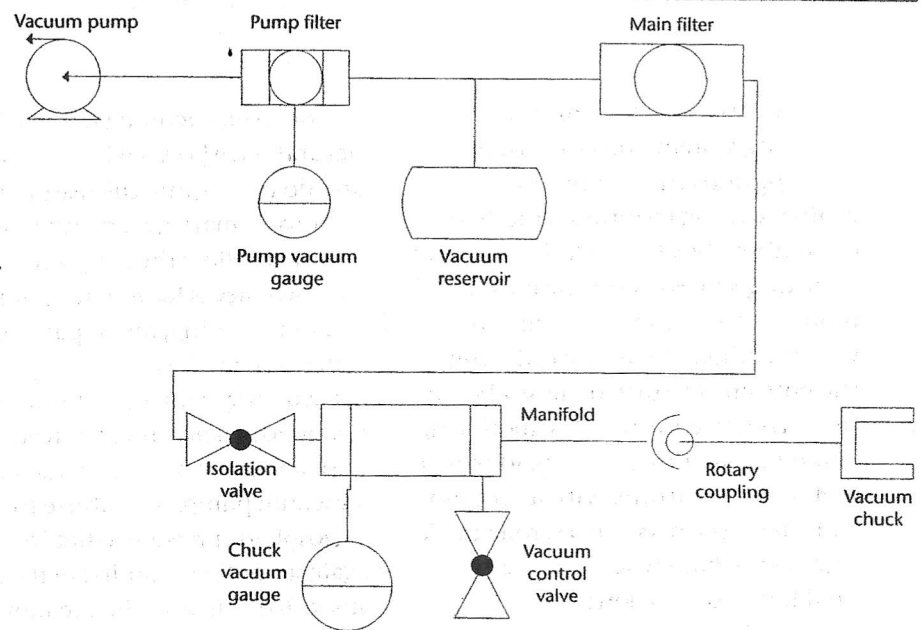 Vacuum pump
Pump filter
Main filter
Pump vacuum
gauge
Vacuum
reservoir
Manifold
Isolation
valve
Rotary
coupling
Vacuum
chuck
Chuck
vacuum
gauge
Vacuum
control
valve